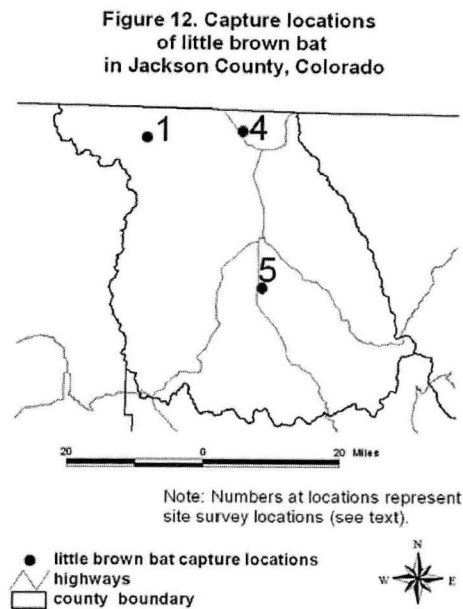 Figure 12. Capture locations
of little brown bat
in Jackson County, Colorado
1
4
5
20 0 20 Miles
Note: Numbers at locations represent
site survey locations (see text).
little brown bat capture locations
highways
county boundary
N
W E
S